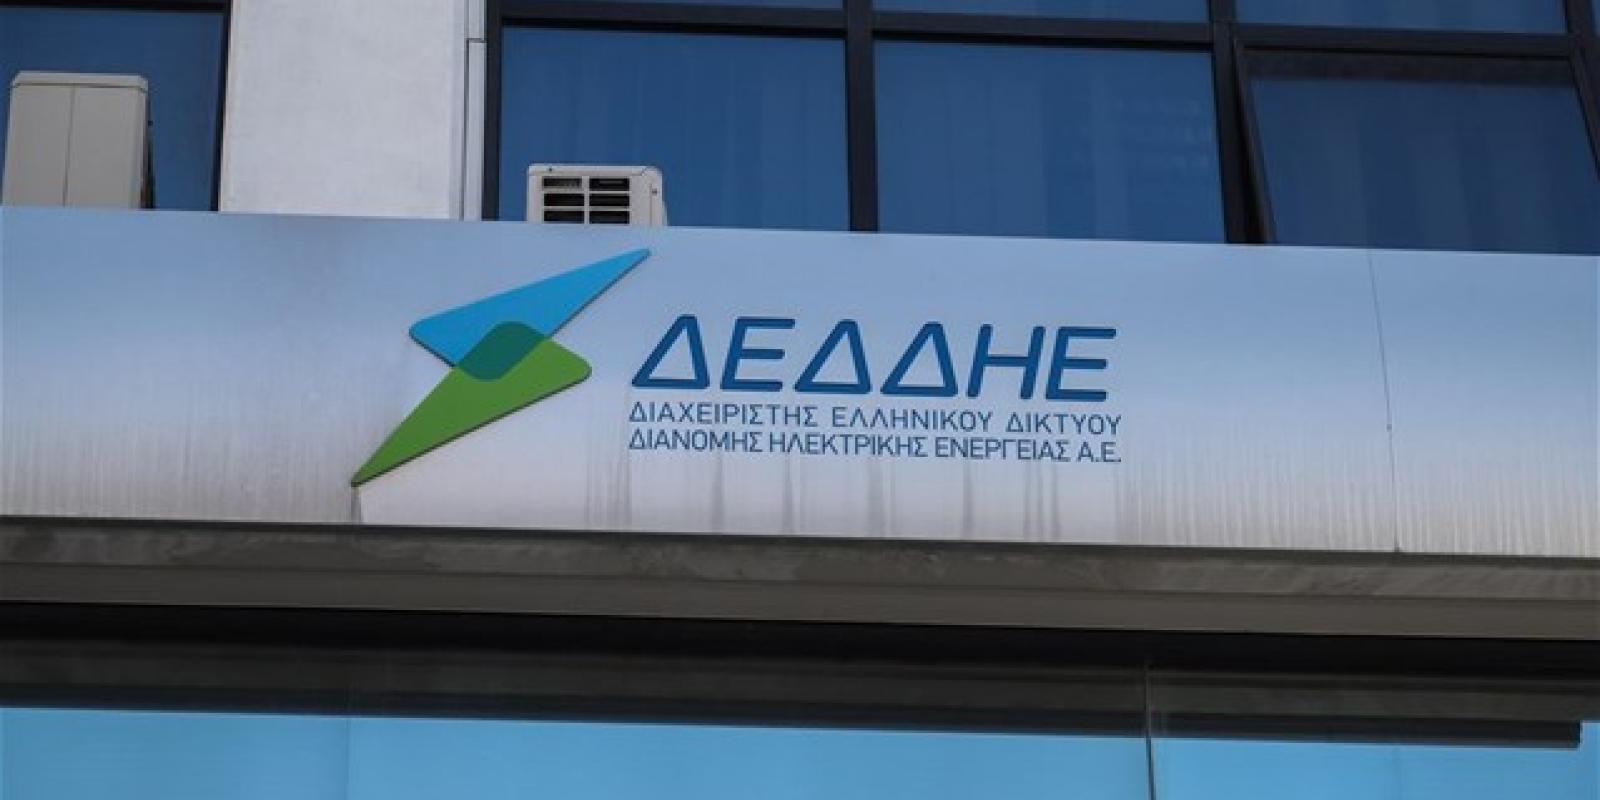 ΔΕΔΔΗΕ
ΔΙΑΧΕΙΡΙΣΤΗΣ ΕΛΛΗΝΙΚΟΥ ΔΙΚΤΥΟΥ
ΔΙΑΝΟΜΗΣ ΗΛΕΚΤΡΙΚΗΣ ΕΝΕΡΓΕΙΑΣ Α.Ε.